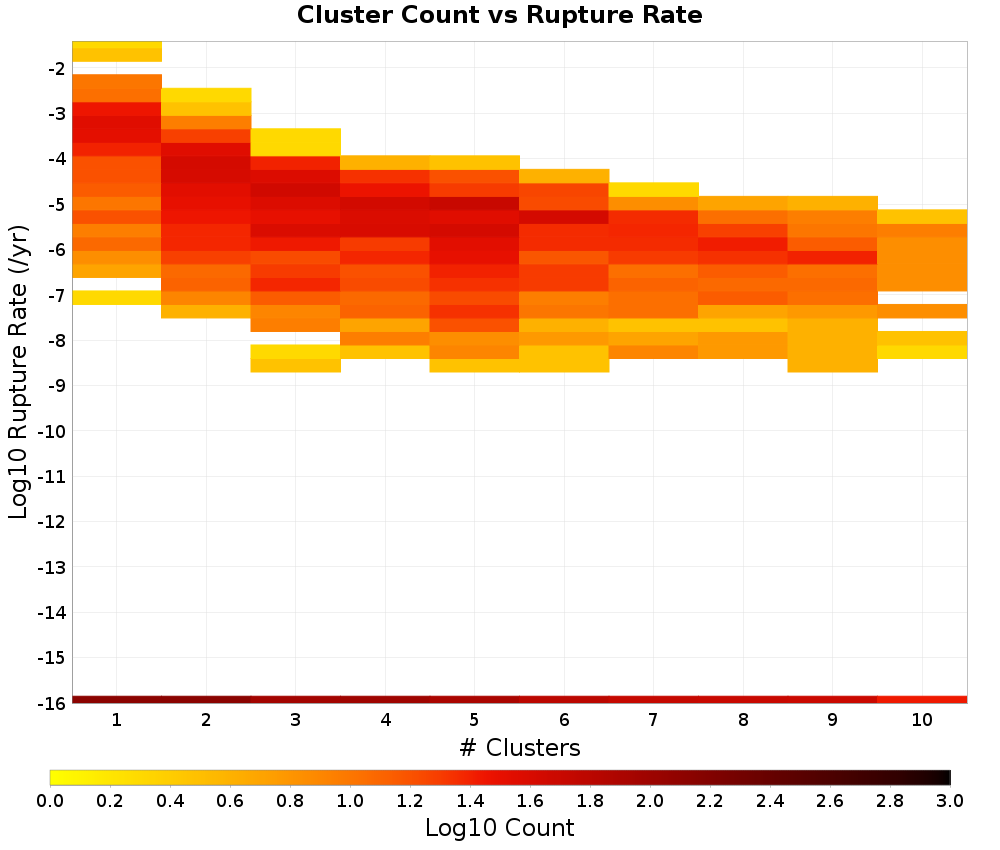 Cluster Count vs Rupture Rate
Log10 Rupture Rate (/yr)
-2
-3
-4
-5
-6
-7
-8
-9
-10
-11
-12
-13
-14
-15
-16
1 2 3 4 5 6 7 8 9 10
# Clusters
0.0 0.2 0.4 0.6 0.8 1.0 1.2 1.4 1.6 1.8 2.0 2.2 2.4 2.6 2.8 3.0
Log10 Count